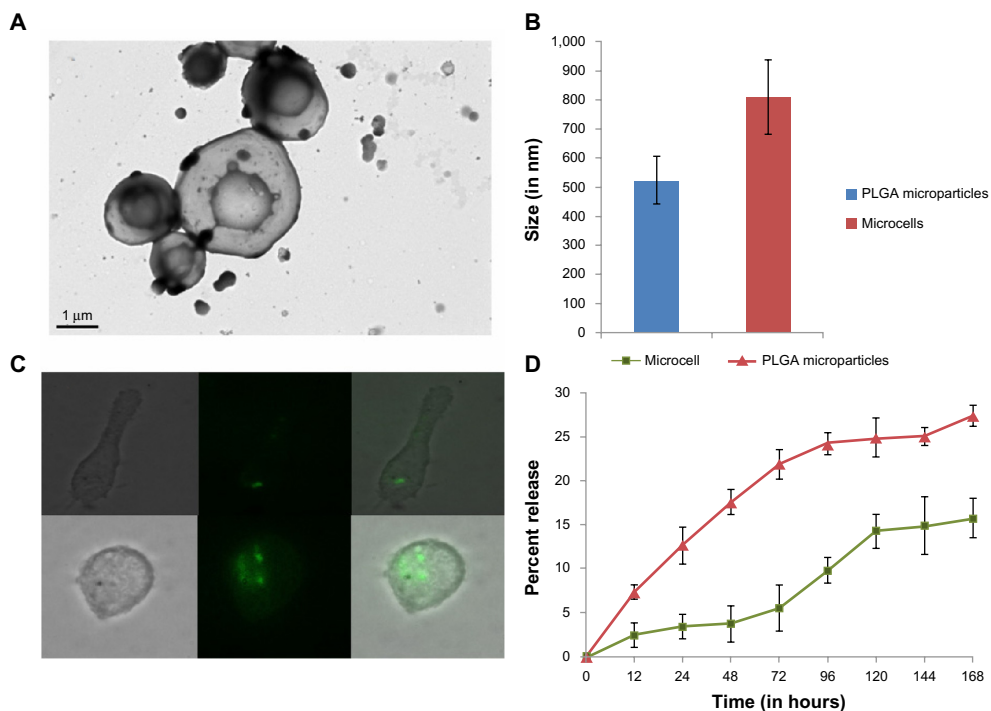 A
1 μm
B
Size (in nm)
1,000
900
800
700
600
500
400
300
200
100
0
PLGA microparticles
Microcells
C
D
Microcell
PLGA microparticles
Percent release
30
25
20
15
10
5
0
0 12 24 48 72 96 120 144 168
Time (in hours)